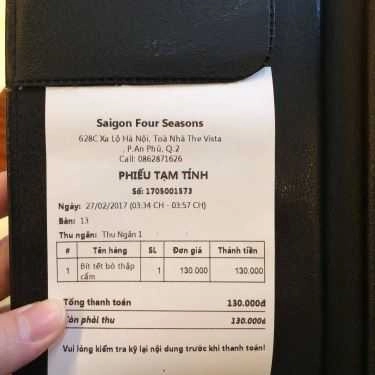 Saigon Four Seasons
628C Xa Lộ Hà Nội, Toà Nhà The Vista
, P.An Phú, Q.2
Call: 0862871626
PHIẾU TẠM TÍNH
Số: 1705001573
Ngày: 27/02/2017 (03:34 CH - 03:57 CH)
Bàn: 13
Thu ngân: Thu Ngân 1
# Tên hàng SL Đơn giá Thành tiền
1 Bít tết bò thập 1 130.000 130.000
cẩm
Tổng thanh toán 130.000đ
Còn phải thu 130.000đ
Vui lòng kiểm tra kỹ lại nội dung trước khi thanh toán!